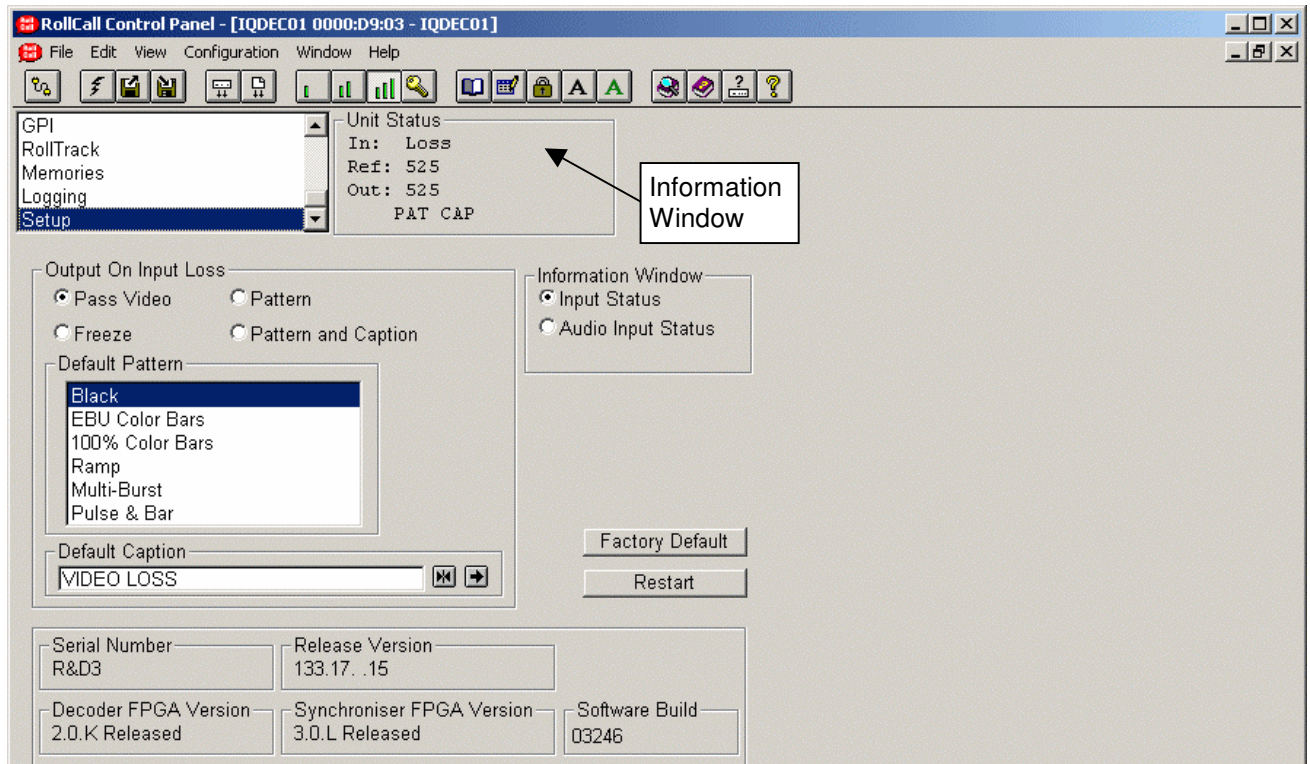 RollCall Control Panel - [IQDEC01 0000:D9:03 - IQDEC01]
File Edit View Configuration Window Help
GPI
RollTrack
Memories
Logging
Setup
Unit Status
In: Loss
Ref: 525
Out: 525
PAT CAP
Information
Window
Output On Input Loss
Pass Video Pattern
Freeze Pattern and Caption
Default Pattern
Black
EBU Color Bars
100% Color Bars
Ramp
Multi-Burst
Pulse & Bar
Default Caption
VIDEO LOSS
Information Window
Input Status
Audio Input Status
Factory Default
Restart
Serial Number
R&D3
Release Version
133.17. .15
Decoder FPGA Version
2.0.K Released
Synchroniser FPGA Version
3.0.L Released
Software Build
03246